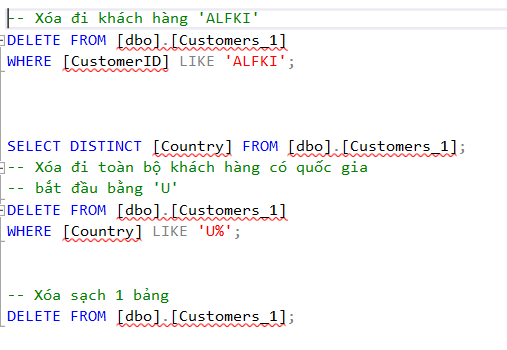 -- Xóa đi khách hàng 'ALFKI'
DELETE FROM [dbo].[Customers_1]
WHERE [CustomerID] LIKE 'ALFKI';
SELECT DISTINCT [Country] FROM [dbo].[Customers_1];
-- Xóa đi toàn bộ khách hàng có quốc gia
-- bắt đầu bằng 'U'
DELETE FROM [dbo].[Customers_1]
WHERE [Country] LIKE 'U%';
-- Xóa sạch 1 bảng
DELETE FROM [dbo].[Customers_1];